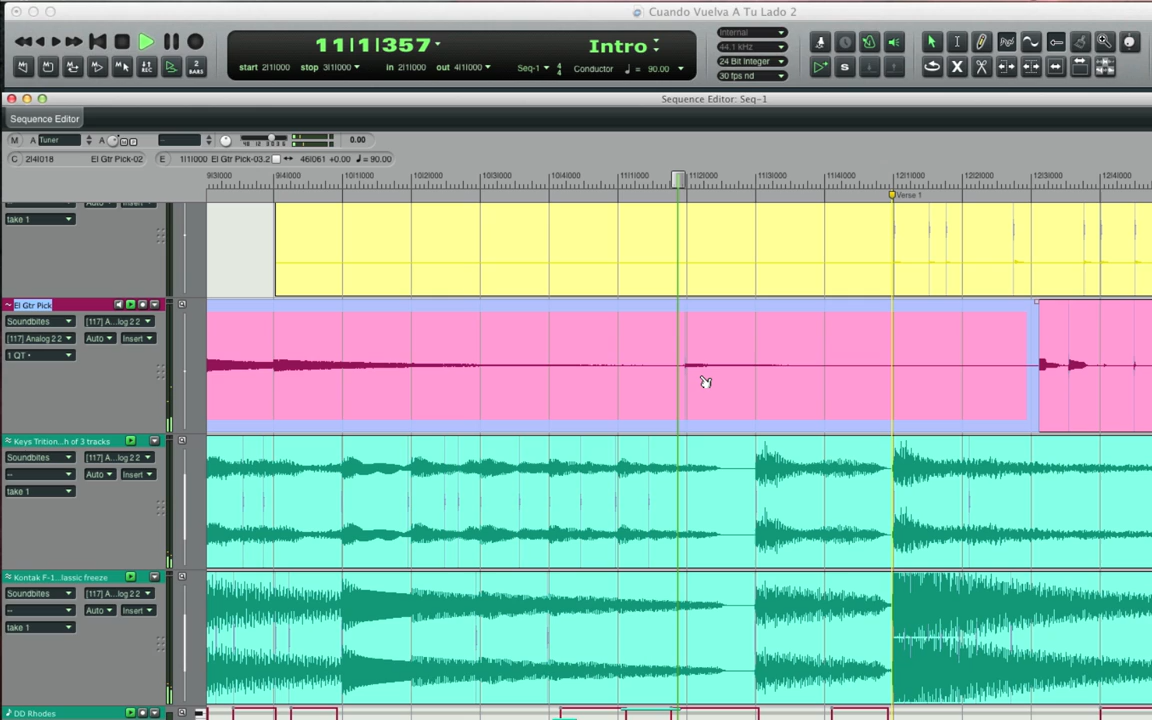 Cuando Vuelva A Tu Lado 2
11|1|357
Intro
start 2|1|000 stop 3|1|000 in 2|1|000 out 4|1|000 Seq-1 4 4 Conductor = 90.00
REC
2 BARS
Internal
44.1 kHz
24 Bit Integer
30 fps nd
S
X
Sequence Editor: Seq-1
Sequence Editor
M A Tuner A -- 0.00
C 2|4|018 El Gtr Pick-02 E 1|1|000 El Gtr Pick-03.2 46|061 +0.00 = 90.00
9|3|000 9|4|000 10|1|000 10|2|000 10|3|000 10|4|000 11|1|000 11|2|000 11|3|000 11|4|000 12|1|000 12|2|000 12|3|000 12|4|000
Verse 1
Auto Insert
take 1
El Gtr Pick
Soundbites [117] A...log 2 2
[117] Analog 2 2 Auto Insert
1 QT •
Keys Trition...h of 3 tracks
Soundbites [117] A...log 2 2
-- Auto Insert
take 1
Kontak F-1...lassic freeze
Soundbites [117] A...log 2 2
-- Auto Insert
take 1
DD Rhodes